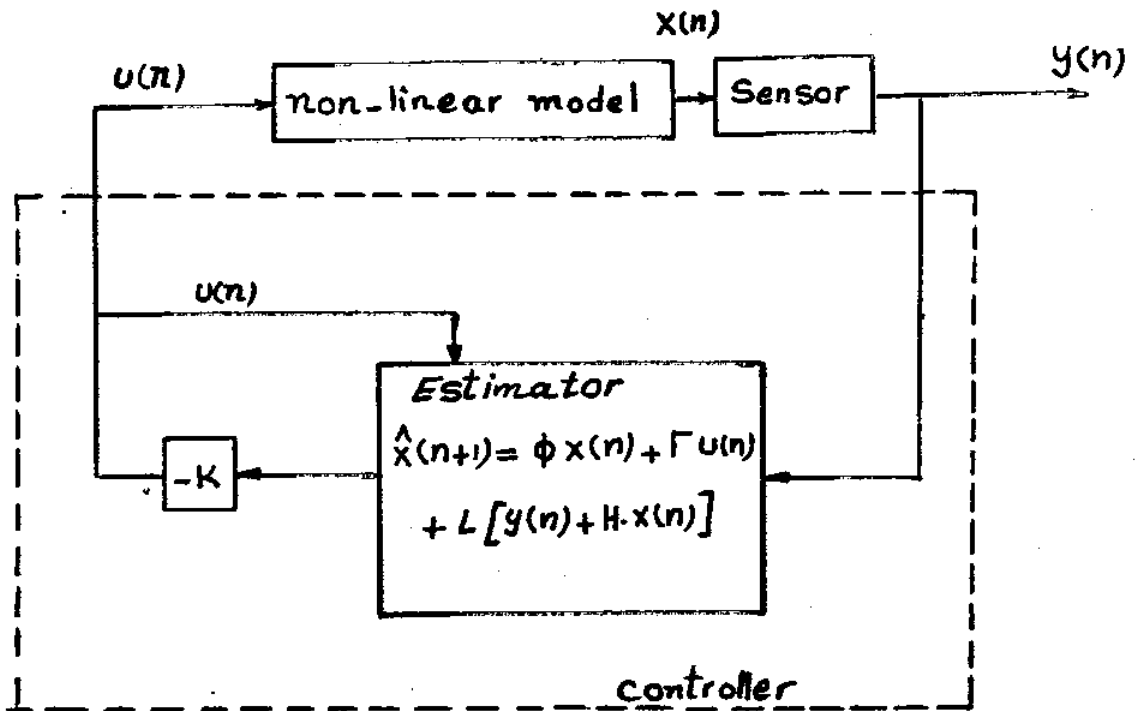 X(n)
y(n)
U(n)
non-linear model
Sensor
U(n)
Estimator
x̂(n+1) = ϕ x(n) + Γ U(n)
+ L [y(n) + H·x(n)]
-K
Controller